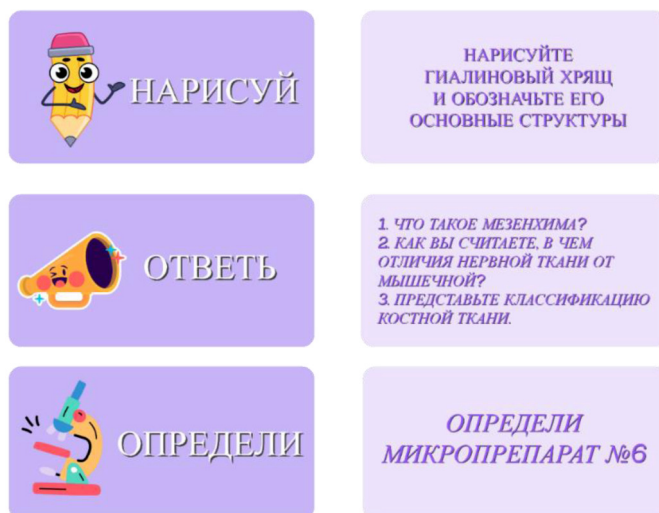 НАРИСУЙ
НАРИСУЙТЕ
ГИАЛИНОВЫЙ ХРЯЩ
И ОБОЗНАЧЬТЕ ЕГО
ОСНОВНЫЕ СТРУКТУРЫ
ОТВЕТЬ
1. ЧТО ТАКОЕ МЕЗЕНХИМА?
2. КАК ВЫ СЧИТАЕТЕ, В ЧЕМ
ОТЛИЧИЯ НЕРВНОЙ ТКАНИ ОТ
МЫШЕЧНОЙ?
3. ПРЕДСТАВЬТЕ КЛАССИФИКАЦИЮ
КОСТНОЙ ТКАНИ.
ОПРЕДЕЛИ
ОПРЕДЕЛИ
МИКРОПРЕПАРАТ №6